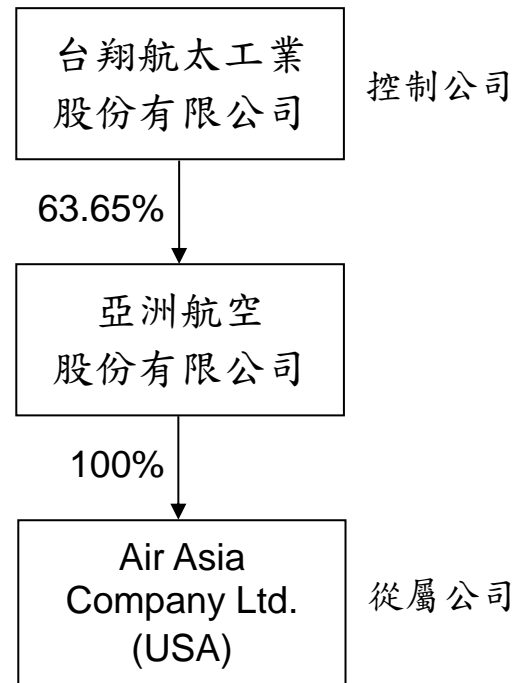 台翔航太工業
股份有限公司
控制公司
63.65%
亞洲航空
股份有限公司
100%
Air Asia
Company Ltd.
(USA)
從屬公司